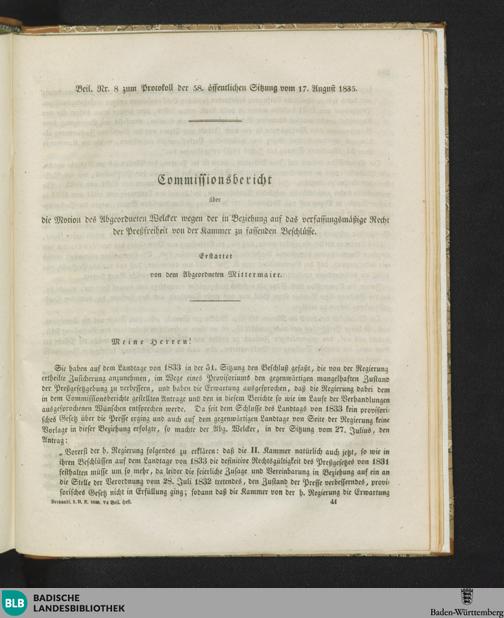 Beil. Nr. 8 zum Protokoll der 58. öffentlichen Sitzung vom 17. August 1835.
Commissionsbericht
über
die Motion des Abgeordneten Welcker wegen der in Beziehung auf das verfassungsmäßige Recht
der Preßfreiheit von der Kammer zu fassenden Beschlüsse.
Erstattet
von dem Abgeordneten Mittermaier.
Meine Herren!
Sie haben auf dem Landtage von 1833 in der 51. Sitzung den Beschluß gefaßt, die von der Regierung
ertheilte Zusicherung anzunehmen, im Wege eines Provisoriums den gegenwärtigen mangelhaften Zustand
der Preßgesetzgebung zu verbessern, und haben die Erwartung ausgesprochen, daß die Regierung dabei dem
in dem Commissionsberichte gestellten Antrage und den in diesem Berichte so wie im Laufe der Verhandlungen
ausgesprochenen Wünschen entsprechen werde. Da seit dem Schlusse des Landtags von 1833 kein provisori-
sches Gesetz über die Presse erging und auch auf dem gegenwärtigen Landtage von Seite der Regierung keine
Vorlage in dieser Beziehung erfolgte, so machte der Abg. Welcker, in der Sitzung vom 27. Julius, den
Antrag:
„Vorerst der h. Regierung folgendes zu erklären: daß die II. Kammer natürlich auch jetzt, so wie in
ihren Beschlüssen auf dem Landtage von 1833 die definitive Rechtsgültigkeit des Preßgesetzes von 1831
festhalten müsse um so mehr, da leider die feierliche Zusage und Vereinbarung in Beziehung auf ein an
die Stelle der Verordnung vom 28. Juli 1832 tretendes, den Zustand der Presse verbesserndes, provi-
sorisches Gesetz nicht in Erfüllung ging; sodann daß die Kammer von der h. Regierung die Erwartung
Verhandl. d. II. K. 1835. 7s Beil. Heft. 41
BLB BADISCHE
LANDESBIBLIOTHEK
Baden-Württemberg